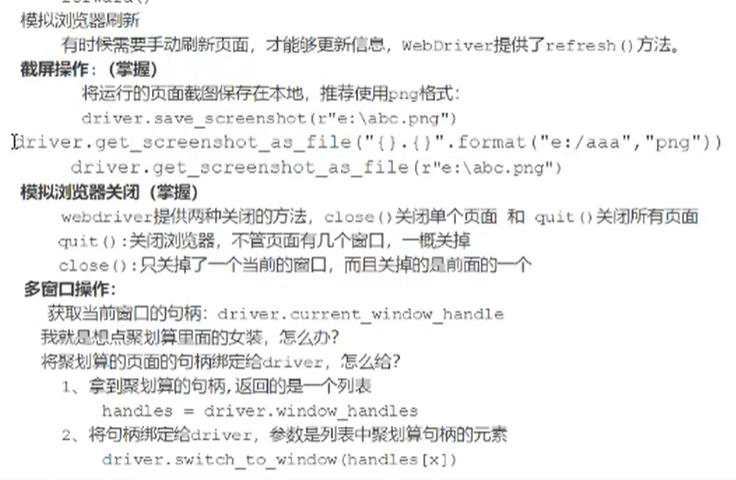 forward()
模拟浏览器刷新
有时候需要手动刷新页面，才能够更新信息，WebDriver提供了refresh()方法。
截屏操作：（掌握）
将运行的页面截图保存在本地，推荐使用png格式：
driver.save_screenshot(r"e:\abc.png")
driver.get_screenshot_as_file("{}.{}".format("e:/aaa","png"))
driver.get_screenshot_as_file(r"e:\abc.png")
模拟浏览器关闭（掌握）
webdriver提供两种关闭的方法，close()关闭单个页面 和 quit()关闭所有页面
quit():关闭浏览器，不管页面有几个窗口，一概关掉
close():只关掉了一个当前的窗口，而且关掉的是前面的一个
多窗口操作：
获取当前窗口的句柄：driver.current_window_handle
我就是想点聚划算里面的女装，怎么办？
将聚划算的页面的句柄绑定给driver，怎么给？
1、拿到聚划算的句柄,返回的是一个列表
handles = driver.window_handles
2、将句柄绑定给driver，参数是列表中聚划算句柄的元素
driver.switch_to_window(handles[x])